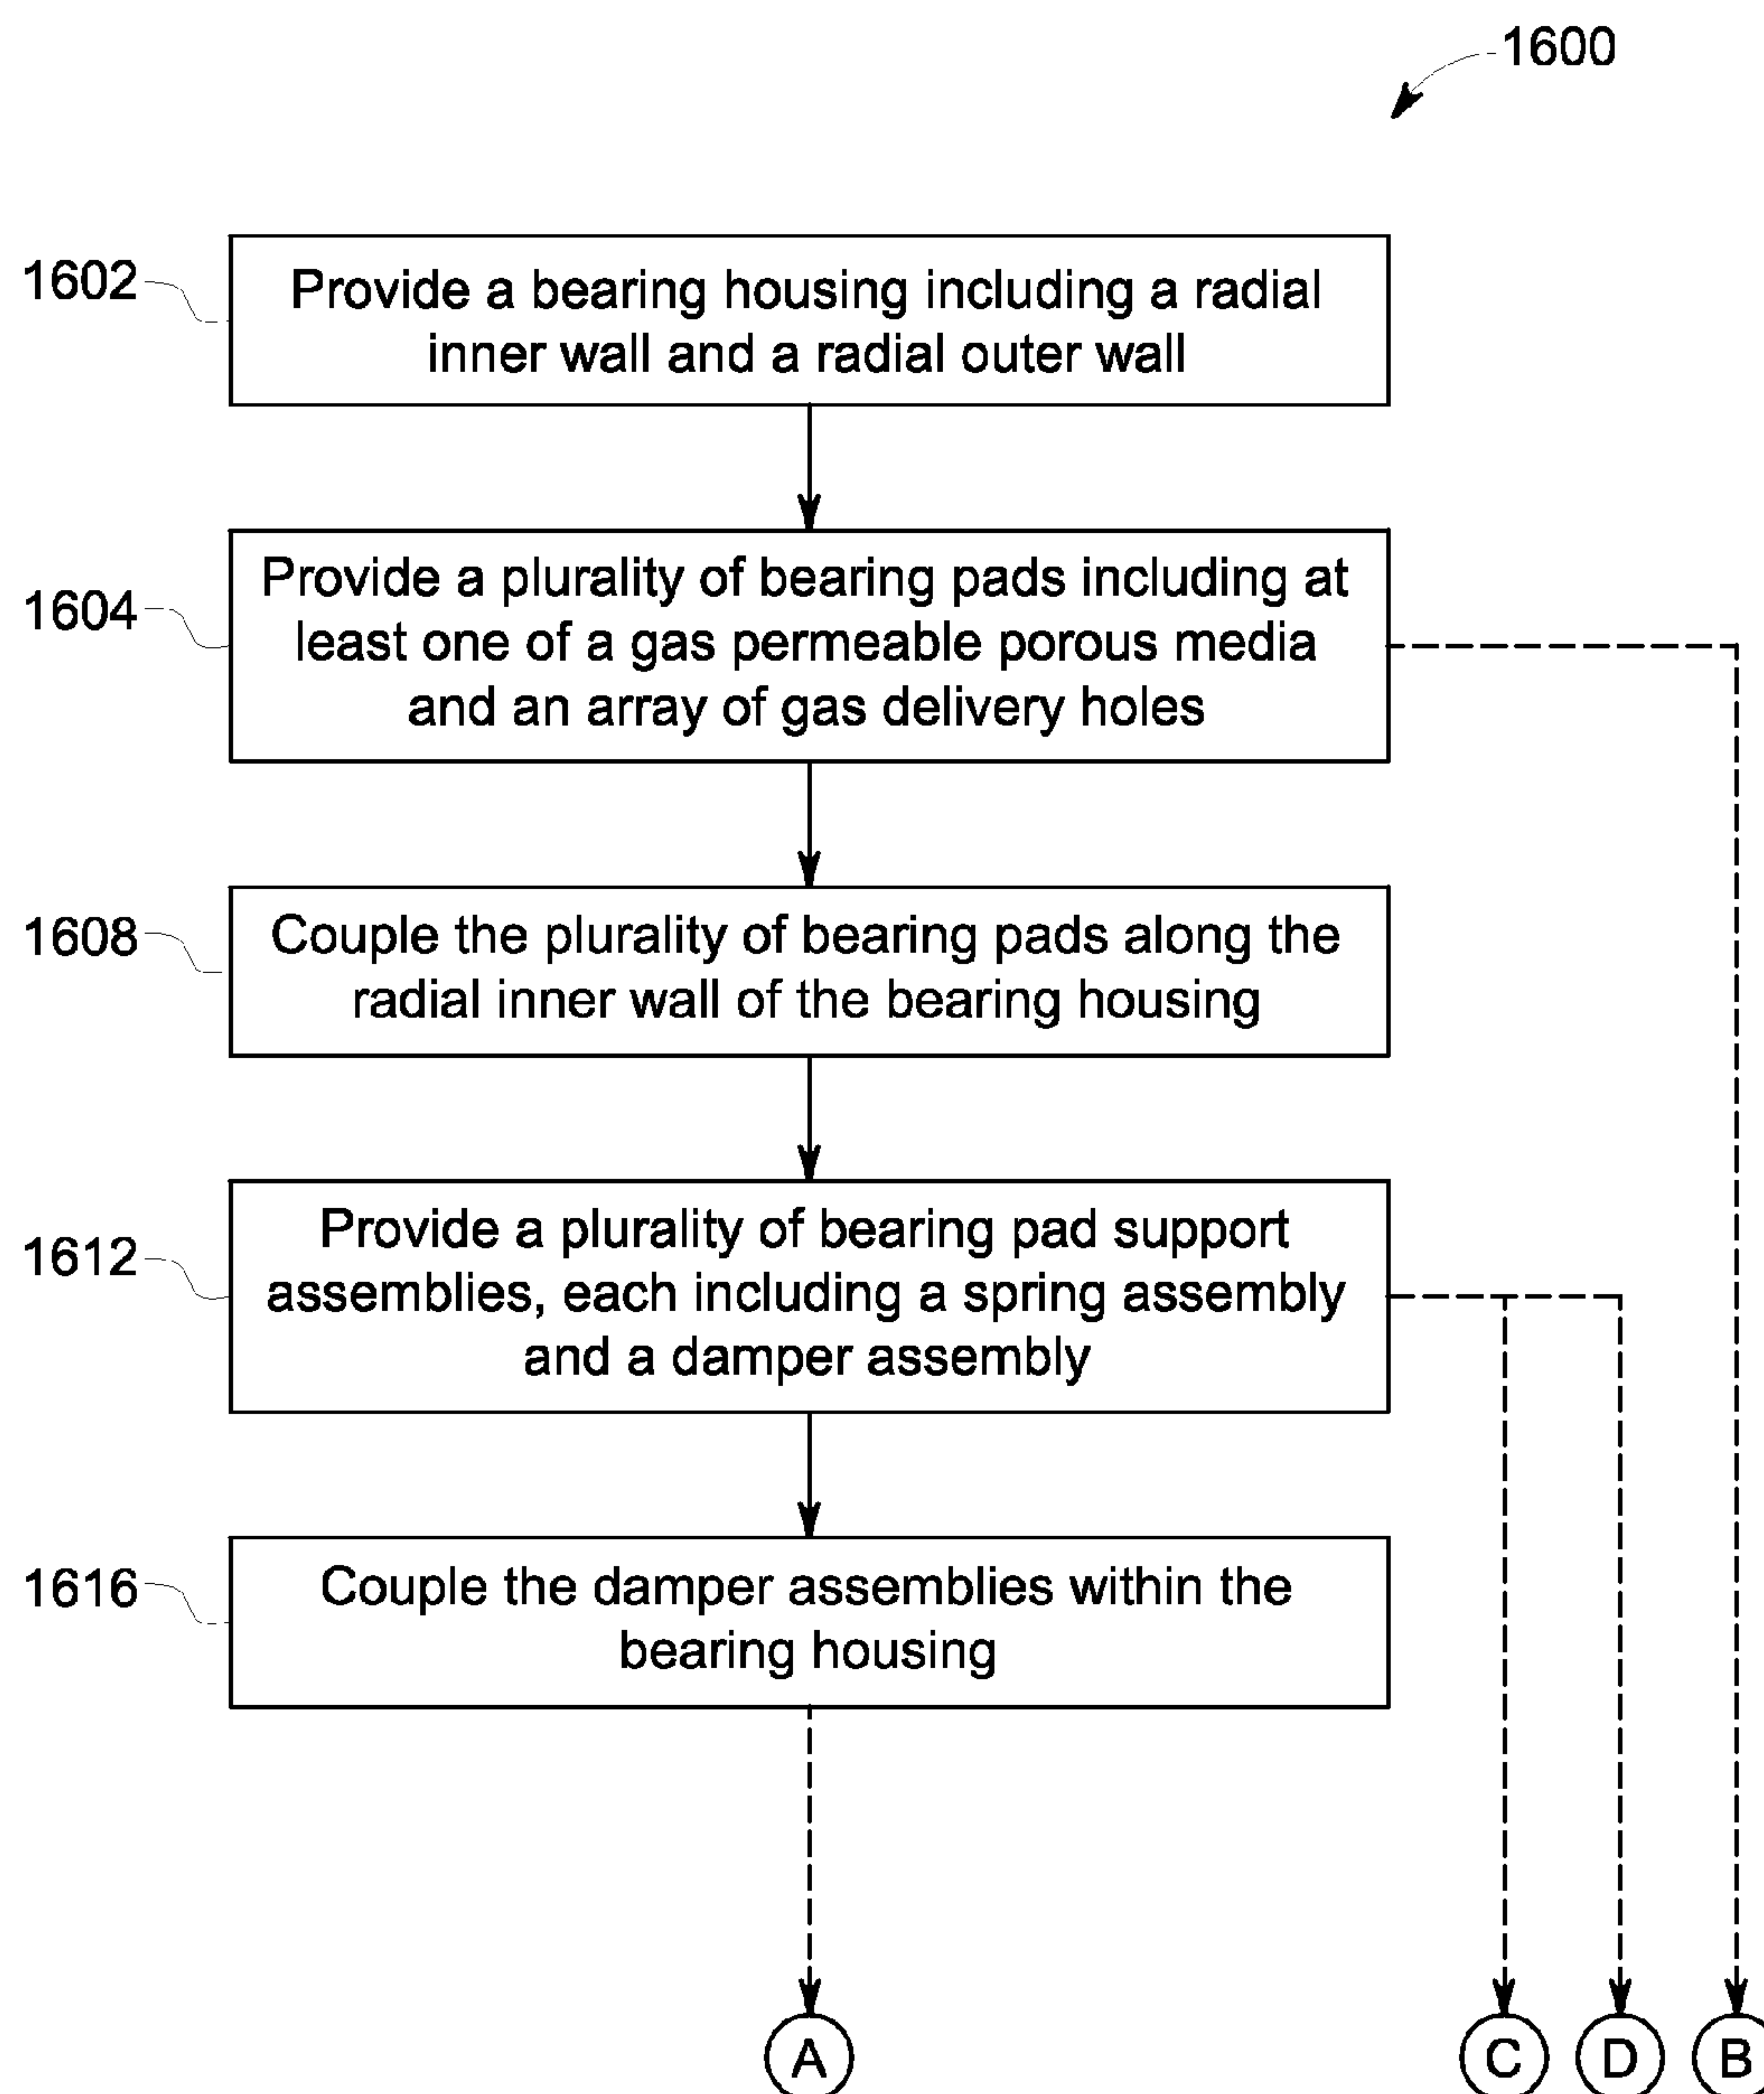 1600
1602
Provide a bearing housing including a radial
inner wall and a radial outer wall
1604
Provide a plurality of bearing pads including at
least one of a gas permeable porous media
and an array of gas delivery holes
1608
Couple the plurality of bearing pads along the
radial inner wall of the bearing housing
1612
Provide a plurality of bearing pad support
assemblies, each including a spring assembly
and a damper assembly
1616
Couple the damper assemblies within the
bearing housing
A
C
D
B